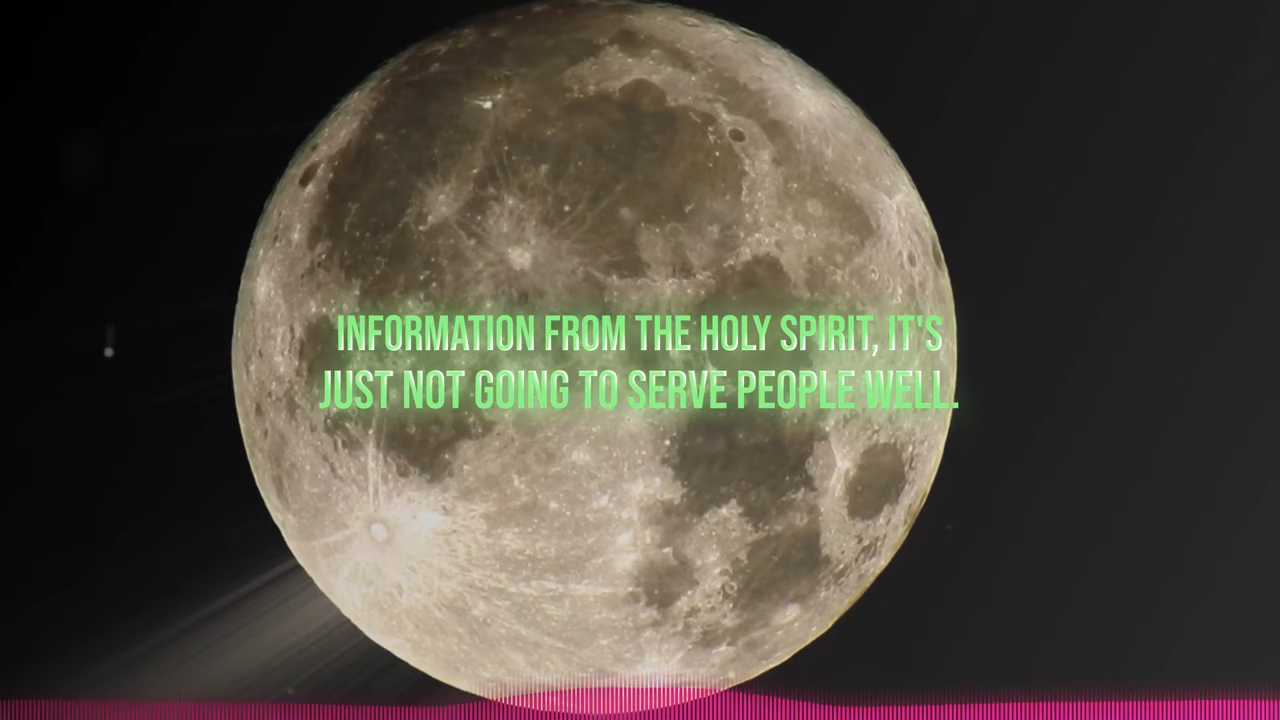 INFORMATION FROM THE HOLY SPIRIT, IT'S
JUST NOT GOING TO SERVE PEOPLE WELL.